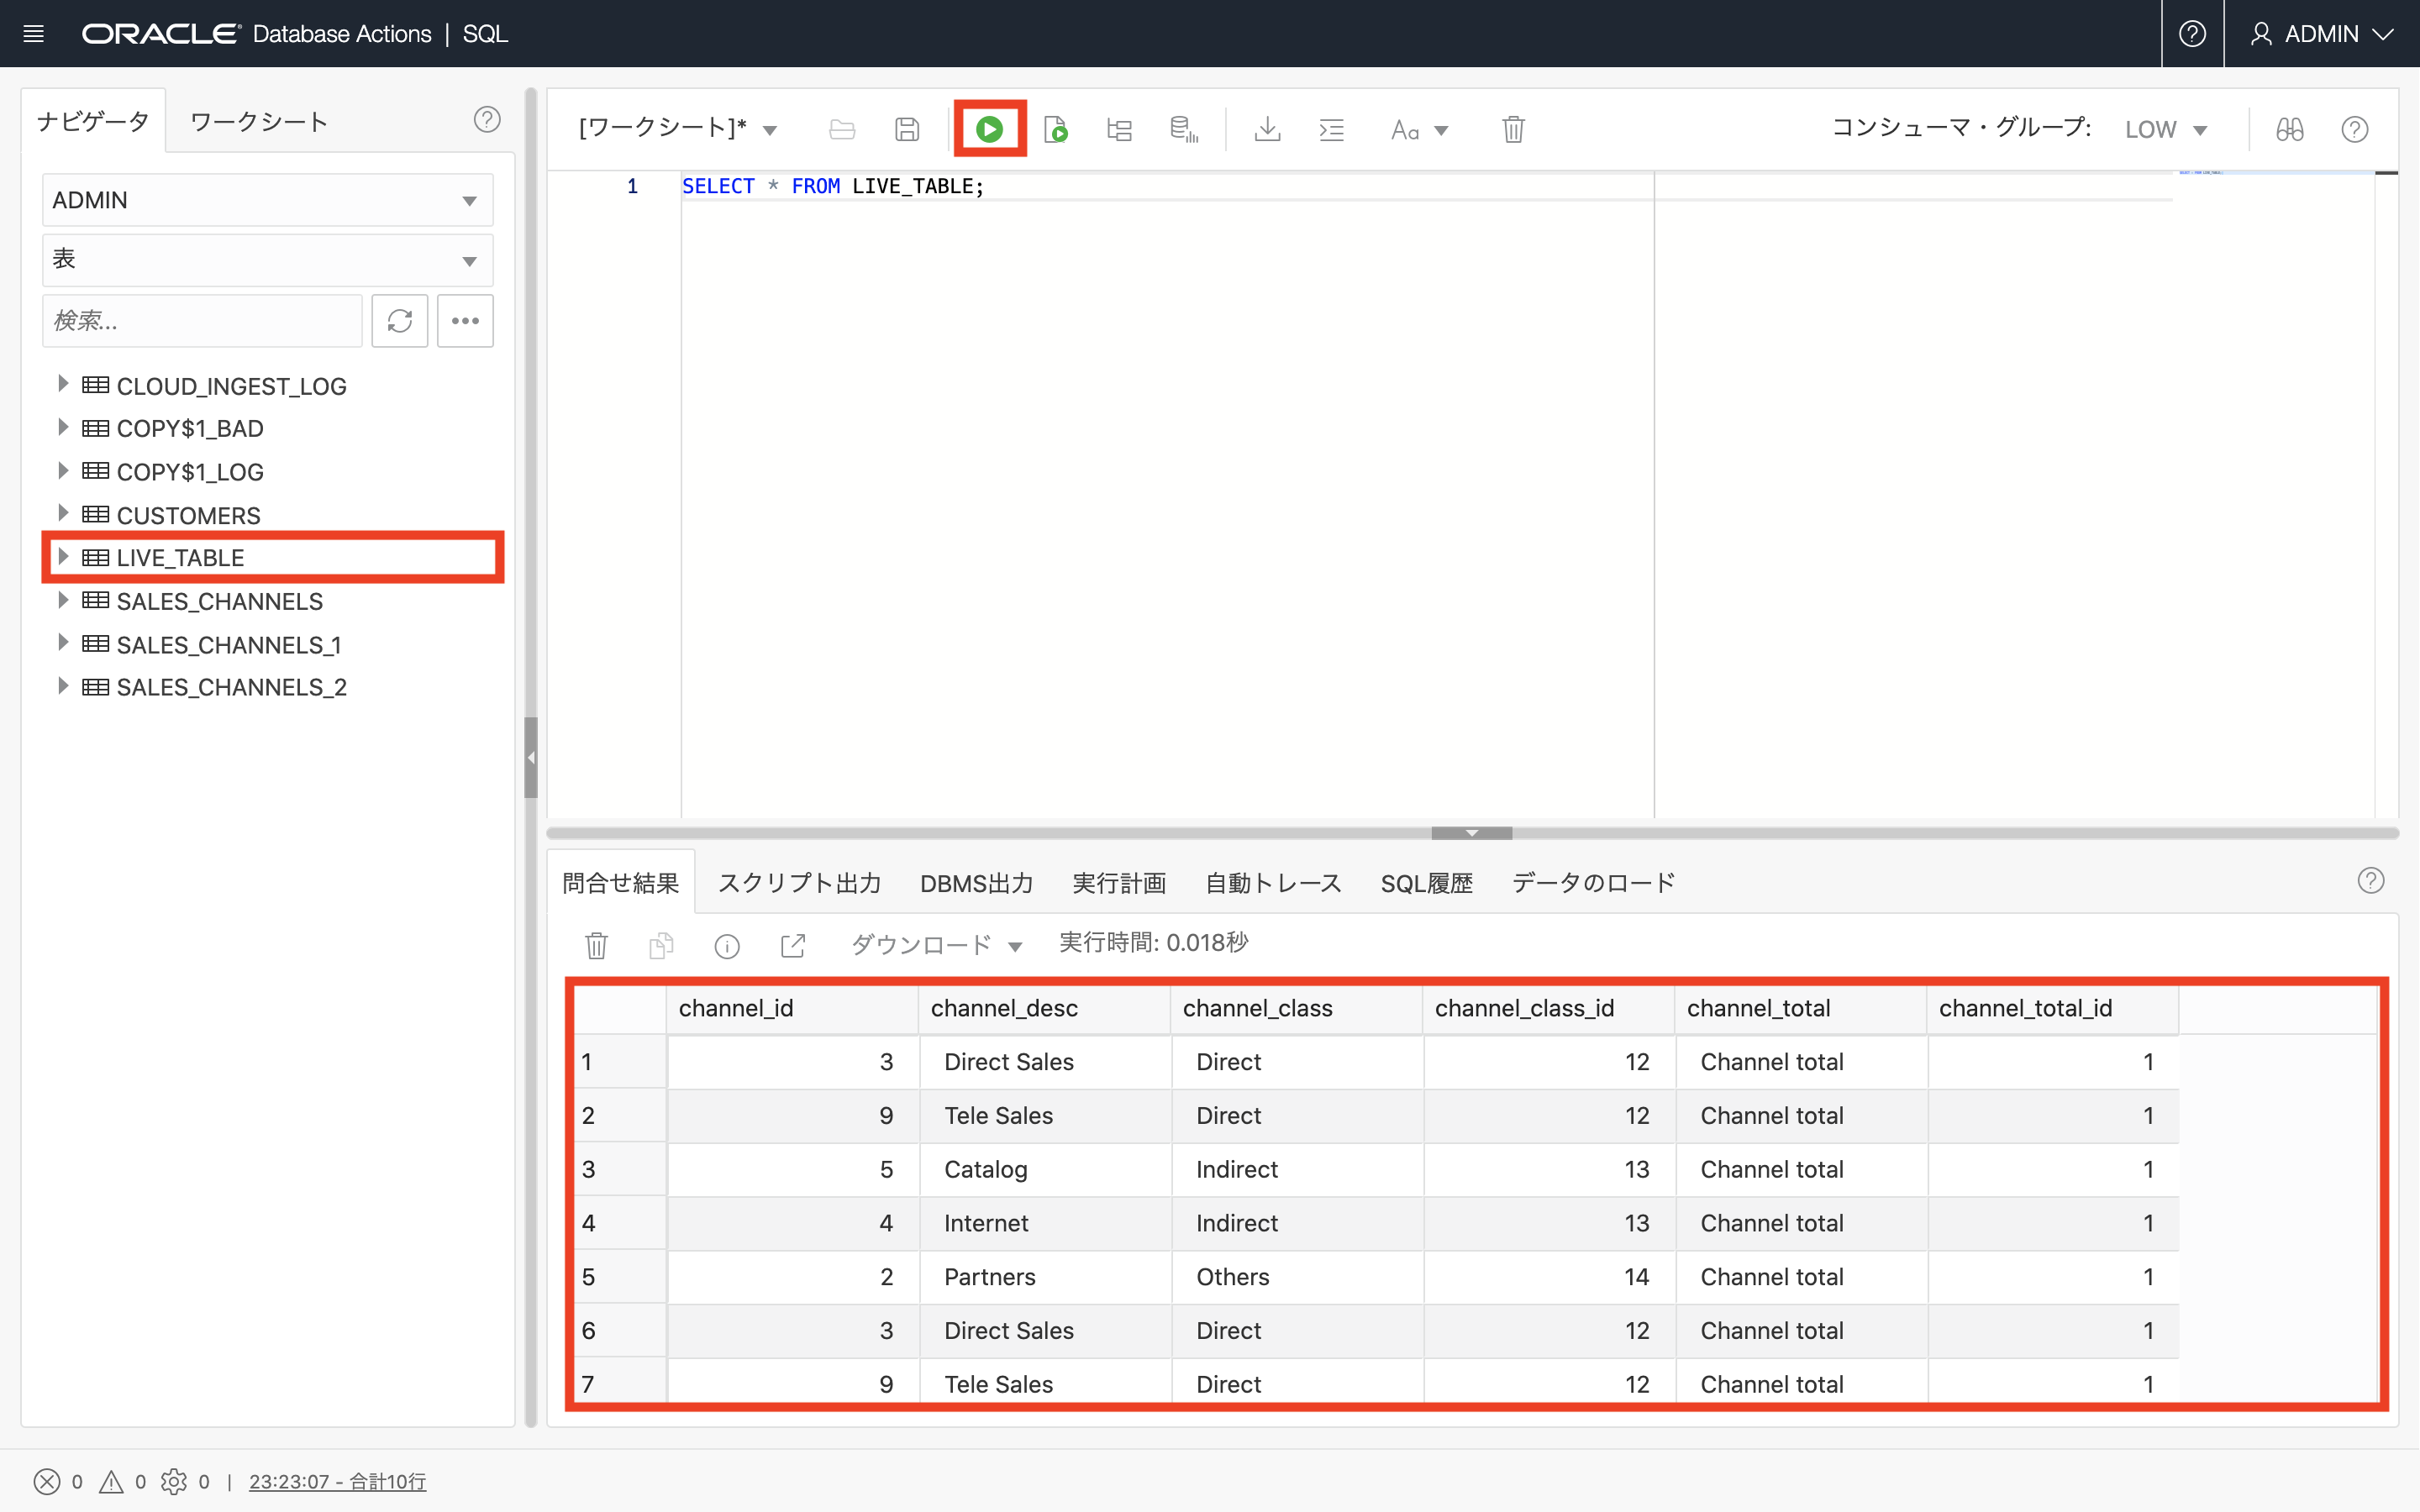 ORACLE Database Actions | SQL
ADMIN
ナビゲータ
ワークシート
ADMIN
表
検索...
CLOUD_INGEST_LOG
COPY$1_BAD
COPY$1_LOG
CUSTOMERS
LIVE_TABLE
SALES_CHANNELS
SALES_CHANNELS_1
SALES_CHANNELS_2
[ワークシート]*
Aa
コンシューマ・グループ: LOW
1 SELECT * FROM LIVE_TABLE;
問合せ結果 スクリプト出力 DBMS出力 実行計画 自動トレース SQL履歴 データのロード
ダウンロード 実行時間: 0.018秒
channel_id channel_desc channel_class channel_class_id channel_total channel_total_id
1 3 Direct Sales Direct 12 Channel total 1
2 9 Tele Sales Direct 12 Channel total 1
3 5 Catalog Indirect 13 Channel total 1
4 4 Internet Indirect 13 Channel total 1
5 2 Partners Others 14 Channel total 1
6 3 Direct Sales Direct 12 Channel total 1
7 9 Tele Sales Direct 12 Channel total 1
0 0 0 | 23:23:07 - 合計10行